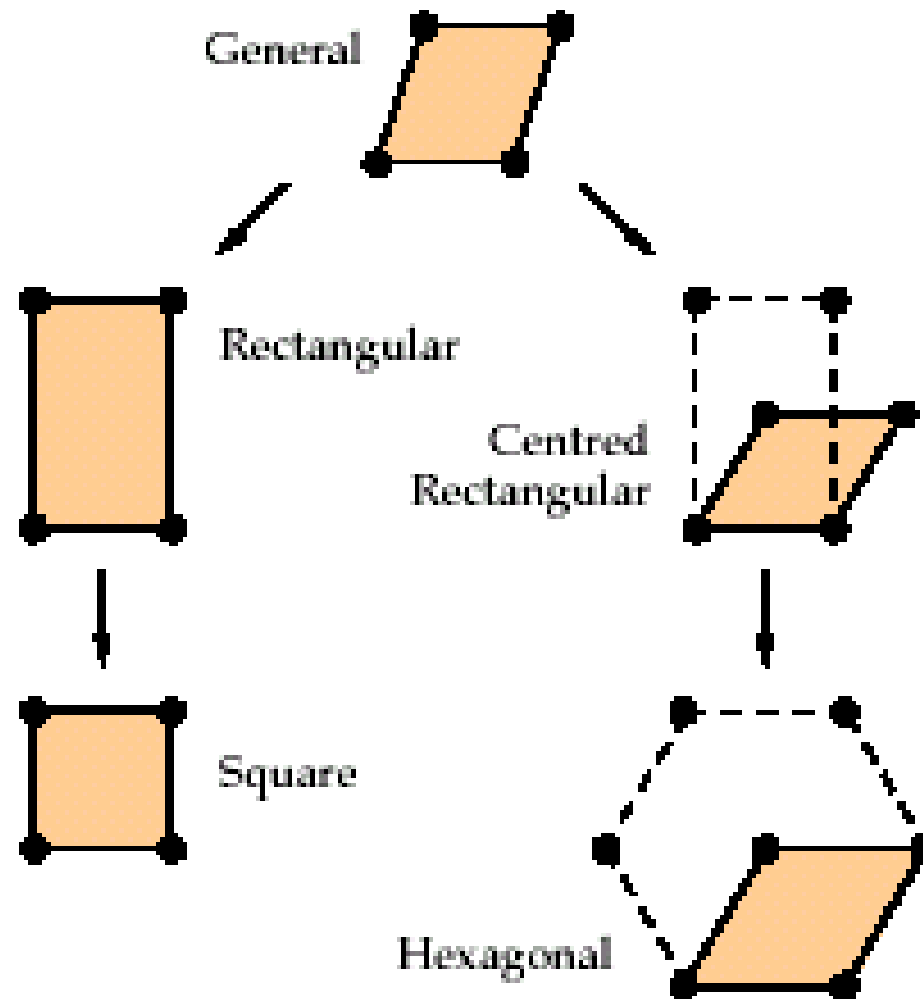 General
Rectangular
Centred
Rectangular
Square
Hexagonal